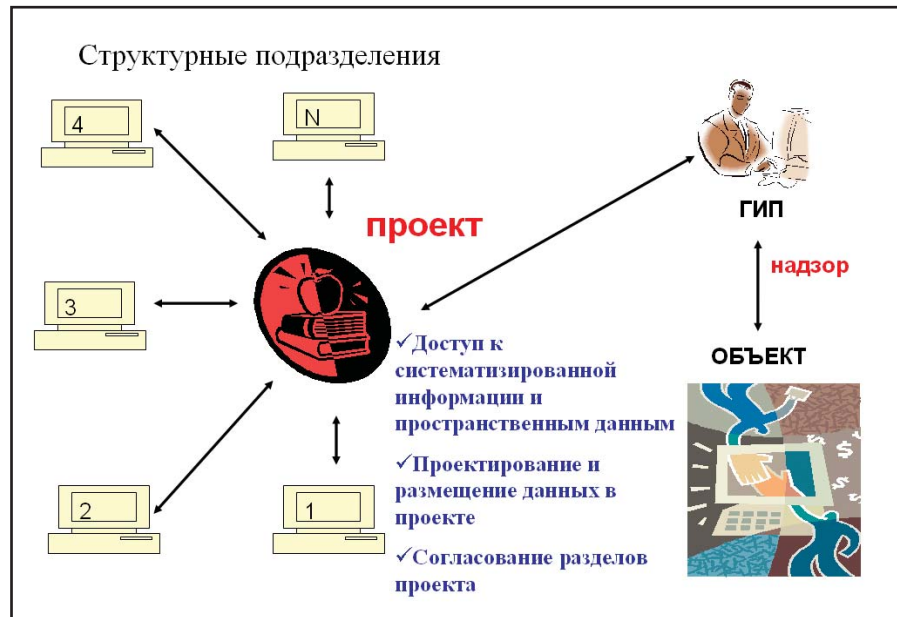 Структурные подразделения
4
N
ГИП
проект
надзор
3
ОБЪЕКТ
✓Доступ к
систематизированной
информации и
пространственным данным
✓Проектирование и
размещение данных в
проекте
✓Согласование разделов
проекта
2
1
$
$
$
$